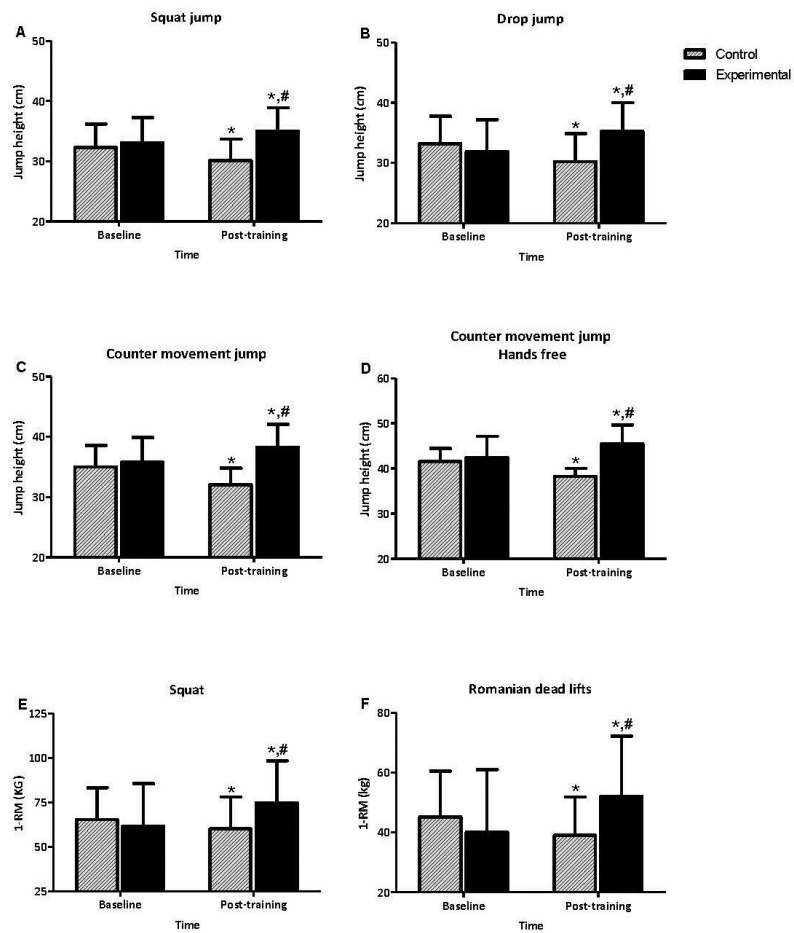 A
Squat jump
Jump height (cm)
50
40
30
20
*
*,#
Baseline
Post-training
Time
B
Drop jump
Jump height (cm)
50
40
30
20
*
*,#
Baseline
Post-training
Time
Control
Experimental
C
Counter movement jump
Jump height (cm)
50
40
30
20
*
*,#
Baseline
Post-training
Time
D
Counter movement jump
Hands free
Jump height (cm)
60
50
40
30
20
*
*,#
Baseline
Post-training
Time
E
Squat
1-RM (KG)
125
100
75
50
25
*
*,#
Baseline
Post-training
Time
F
Romanian dead lifts
1-RM (kg)
80
60
40
20
*
*,#
Baseline
Post-training
Time